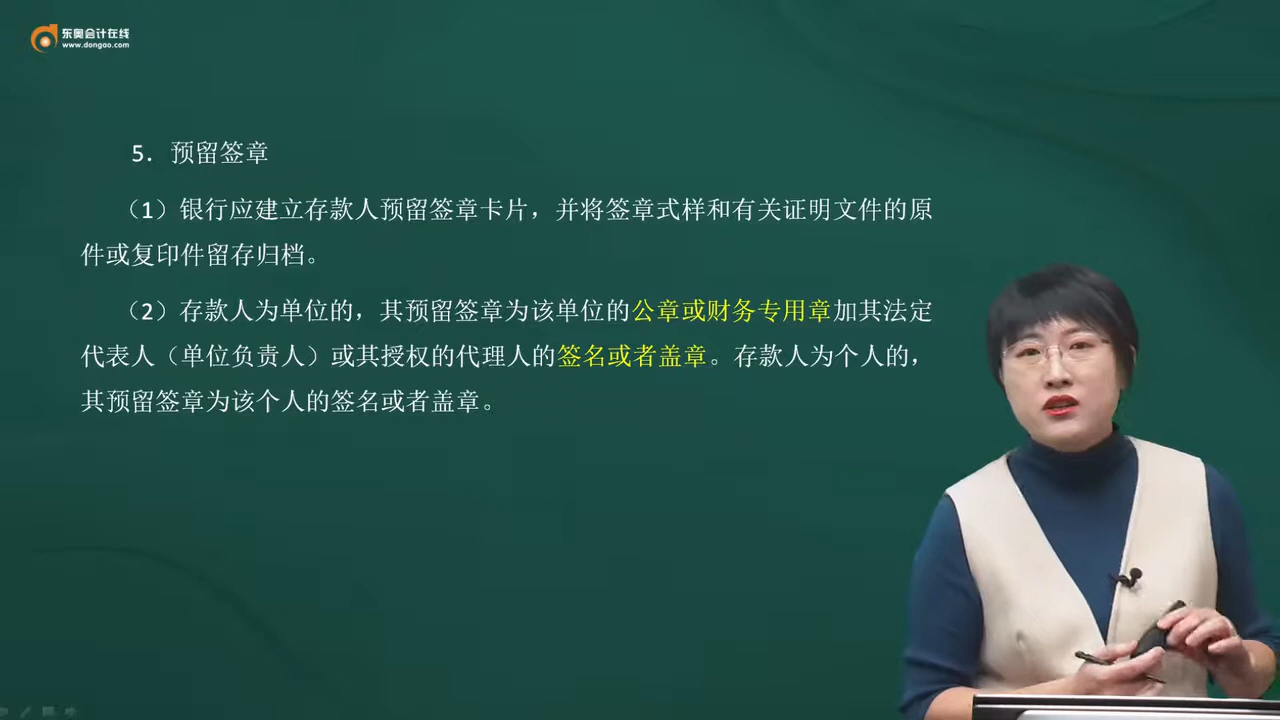 东奥会计在线
www.dongao.com
5. 预留签章
（1）银行应建立存款人预留签章卡片，并将签章式样和有关证明文件的原
件或复印件留存归档。
（2）存款人为单位的，其预留签章为该单位的公章或财务专用章加其法定
代表人（单位负责人）或其授权的代理人的签名或者盖章。存款人为个人的，
其预留签章为该个人的签名或者盖章。